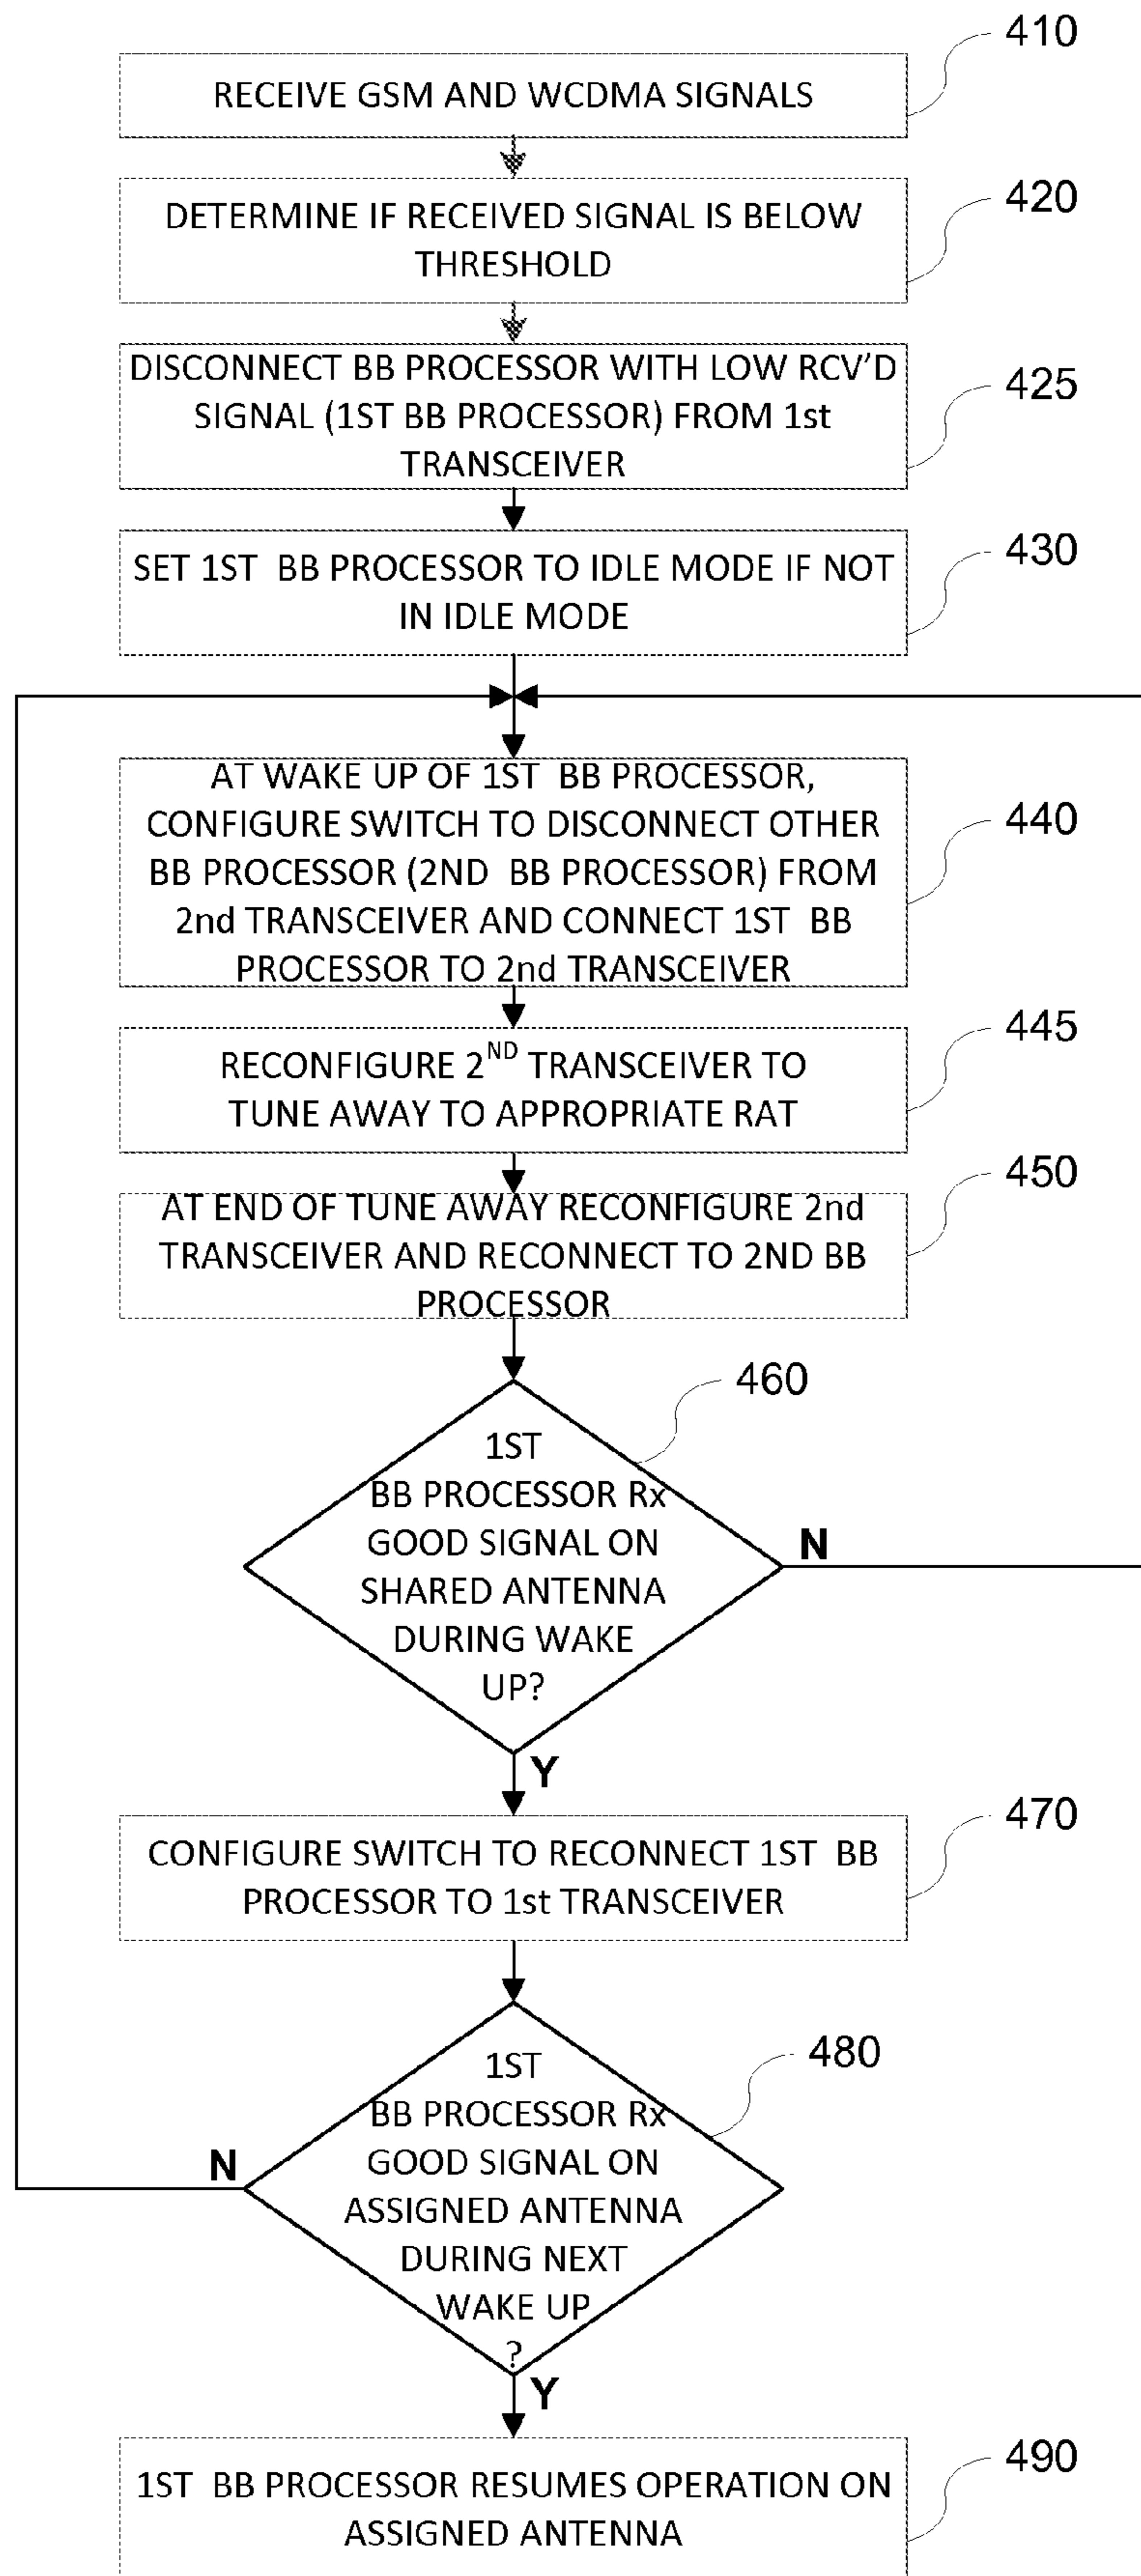 410
RECEIVE GSM AND WCDMA SIGNALS
420
DETERMINE IF RECEIVED SIGNAL IS BELOW
THRESHOLD
425
DISCONNECT BB PROCESSOR WITH LOW RCV'D
SIGNAL (1ST BB PROCESSOR) FROM 1st
TRANSCEIVER
430
SET 1ST BB PROCESSOR TO IDLE MODE IF NOT
IN IDLE MODE
440
AT WAKE UP OF 1ST BB PROCESSOR,
CONFIGURE SWITCH TO DISCONNECT OTHER
BB PROCESSOR (2ND BB PROCESSOR) FROM
2nd TRANSCEIVER AND CONNECT 1ST BB
PROCESSOR TO 2nd TRANSCEIVER
445
RECONFIGURE 2ND TRANSCEIVER TO
TUNE AWAY TO APPROPRIATE RAT
450
AT END OF TUNE AWAY RECONFIGURE 2nd
TRANSCEIVER AND RECONNECT TO 2ND BB
PROCESSOR
460
1ST
BB PROCESSOR Rx
GOOD SIGNAL ON
SHARED ANTENNA
DURING WAKE
UP?
N
Y
470
CONFIGURE SWITCH TO RECONNECT 1ST BB
PROCESSOR TO 1st TRANSCEIVER
480
1ST
BB PROCESSOR Rx
GOOD SIGNAL ON
ASSIGNED ANTENNA
DURING NEXT
WAKE UP
?
N
Y
490
1ST BB PROCESSOR RESUMES OPERATION ON
ASSIGNED ANTENNA